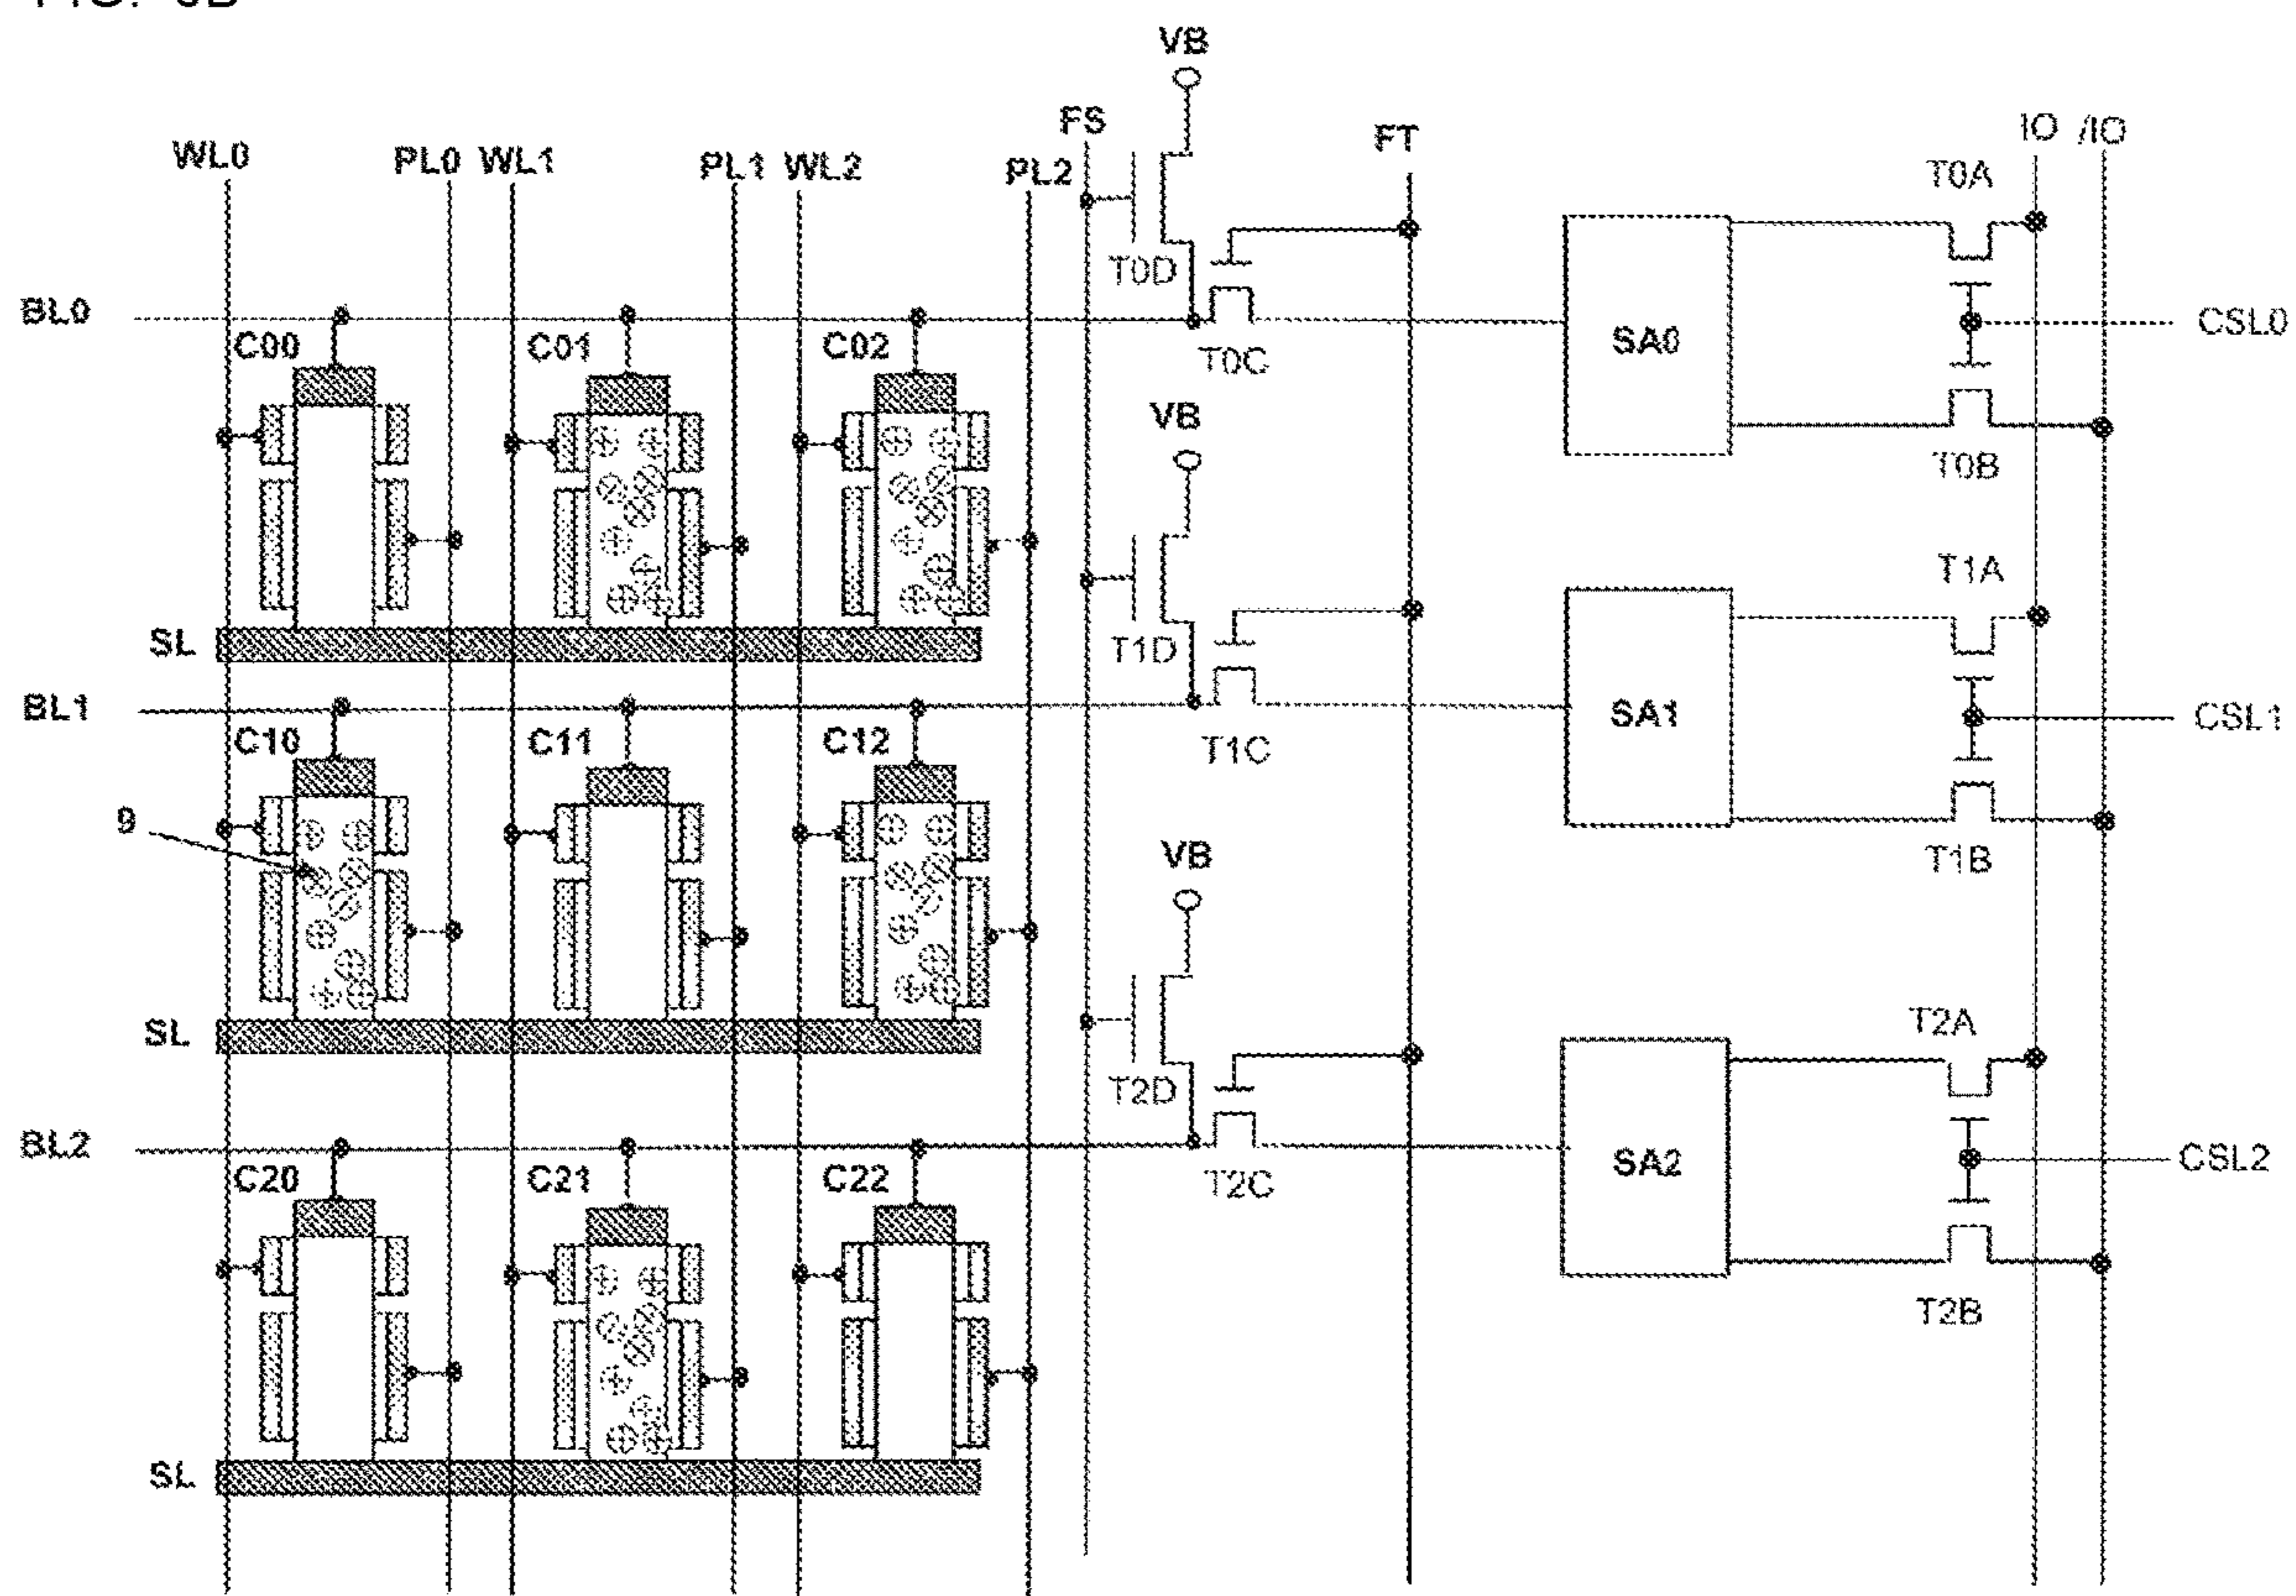 VB
FS
FT
IO /IO
WL0 PL0 WL1 PL1 WL2 PL2
T0A
T0D
BL0
C00 C01 C02
T0C
SA0
CSL0
VB
T0B
T1A
SL
T1D
BL1
C10 C11 C12
T1C
SA1
CSL1
9
VB
T1B
SL
T2A
T2D
BL2
C20 C21 C22
T2C
SA2
CSL2
T2B
SL